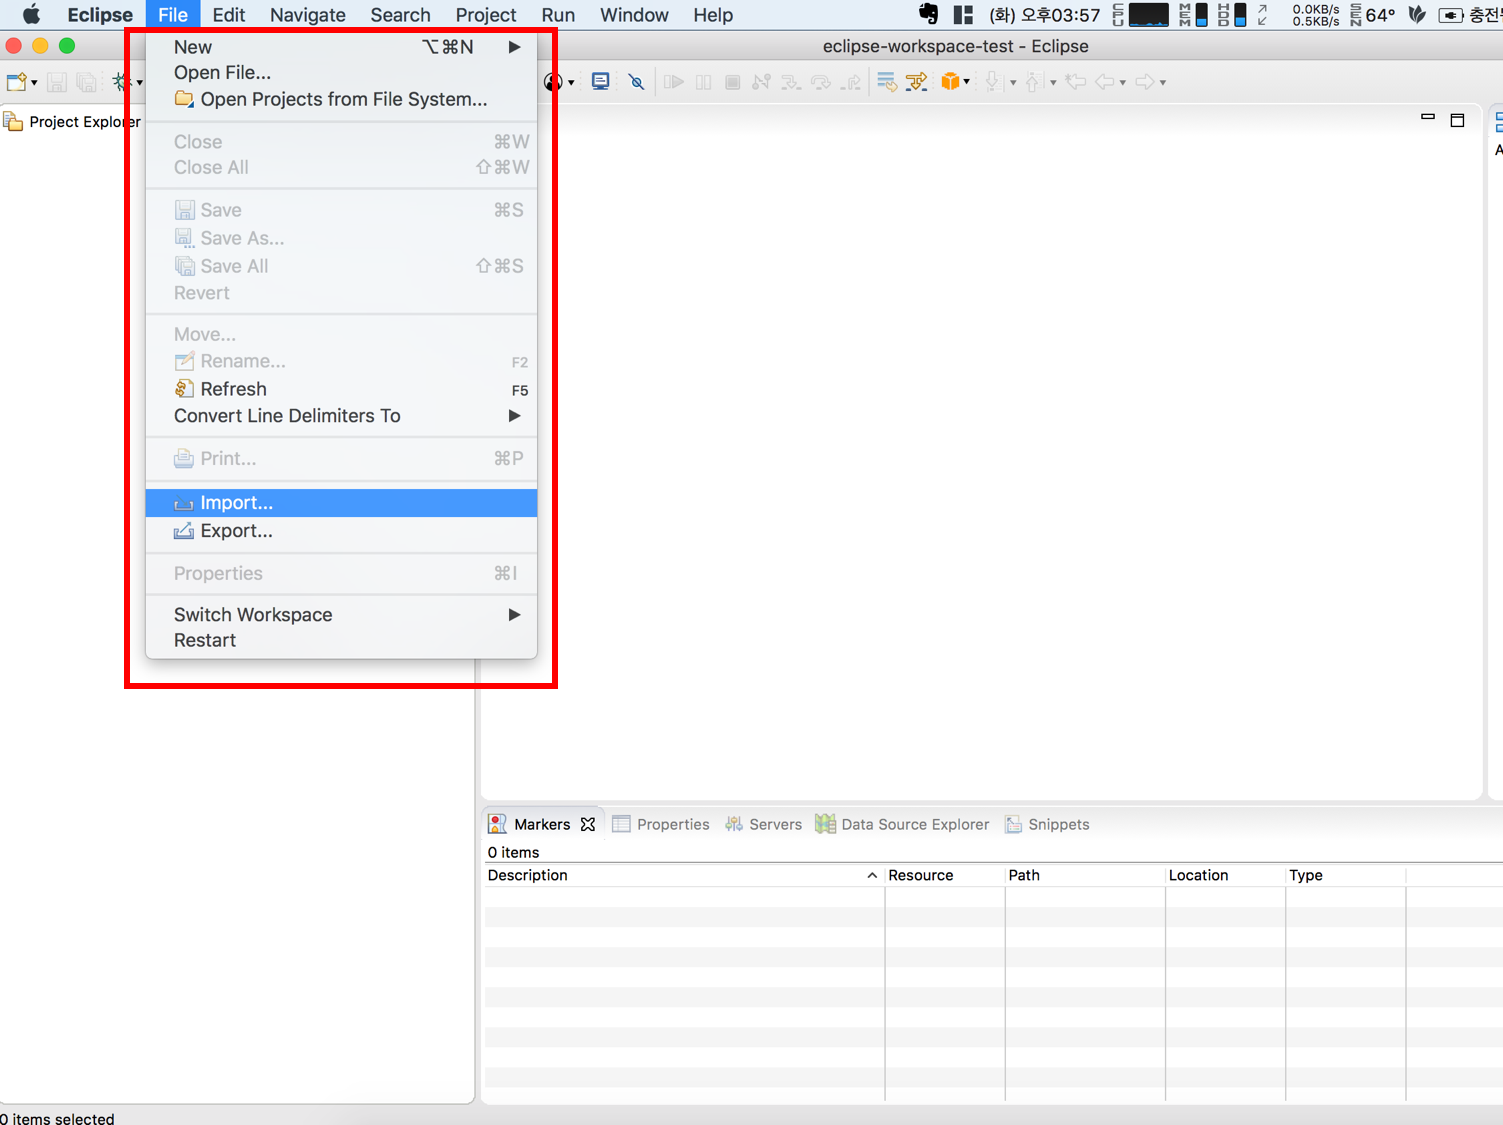 Eclipse File Edit Navigate Search Project Run Window Help (화) 오후03:57 CPU MEM HDD 0.0KB/s 0.5KB/s SEN 64° 충전
eclipse-workspace-test - Eclipse
Project Explorer
New ⌥⌘N ▶
Open File...
Open Projects from File System...
Close ⌘W
Close All ⇧⌘W
Save ⌘S
Save As...
Save All ⇧⌘S
Revert
Move...
Rename... F2
Refresh F5
Convert Line Delimiters To ▶
Print... ⌘P
Import...
Export...
Properties ⌘I
Switch Workspace ▶
Restart
A
Markers Properties Servers Data Source Explorer Snippets
0 items
Description Resource Path Location Type
0 items selected